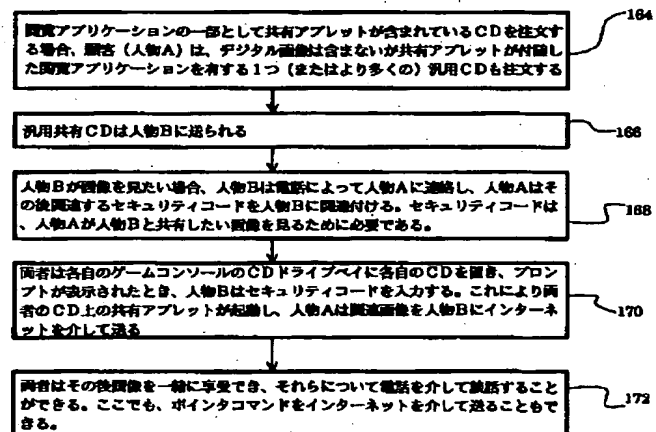 閲覧アプリケーションの一部として共有アプレットが含まれているCDを注文す
る場合、顧客（人物A）は、デジタル画像は含まないが共有アプレットが付随し
た閲覧アプリケーションを有する1つ（またはより多くの）汎用CDも注文する
164
汎用共有CDは人物Bに送られる
166
人物Bが画像を見たい場合、人物Bは電話によって人物Aに連絡し、人物Aはそ
の後関連するセキュリティコードを人物Bに関連付ける。セキュリティコードは
、人物Aが人物Bと共有したい画像を見るために必要である。
168
両者は各自のゲームコンソールのCDドライブベイに各自のCDを置き、プロン
プトが表示されたとき、人物Bはセキュリティコードを入力する。これにより両
者のCD上の共有アプレットが起動し、人物Aは関連画像を人物Bにインターネ
ットを介して送る
170
両者はその後画像を一緒に享受でき、それらについて電話を介して談話すること
ができる。ここでも、ポインタコマンドをインターネットを介して送ることもで
きる。
172